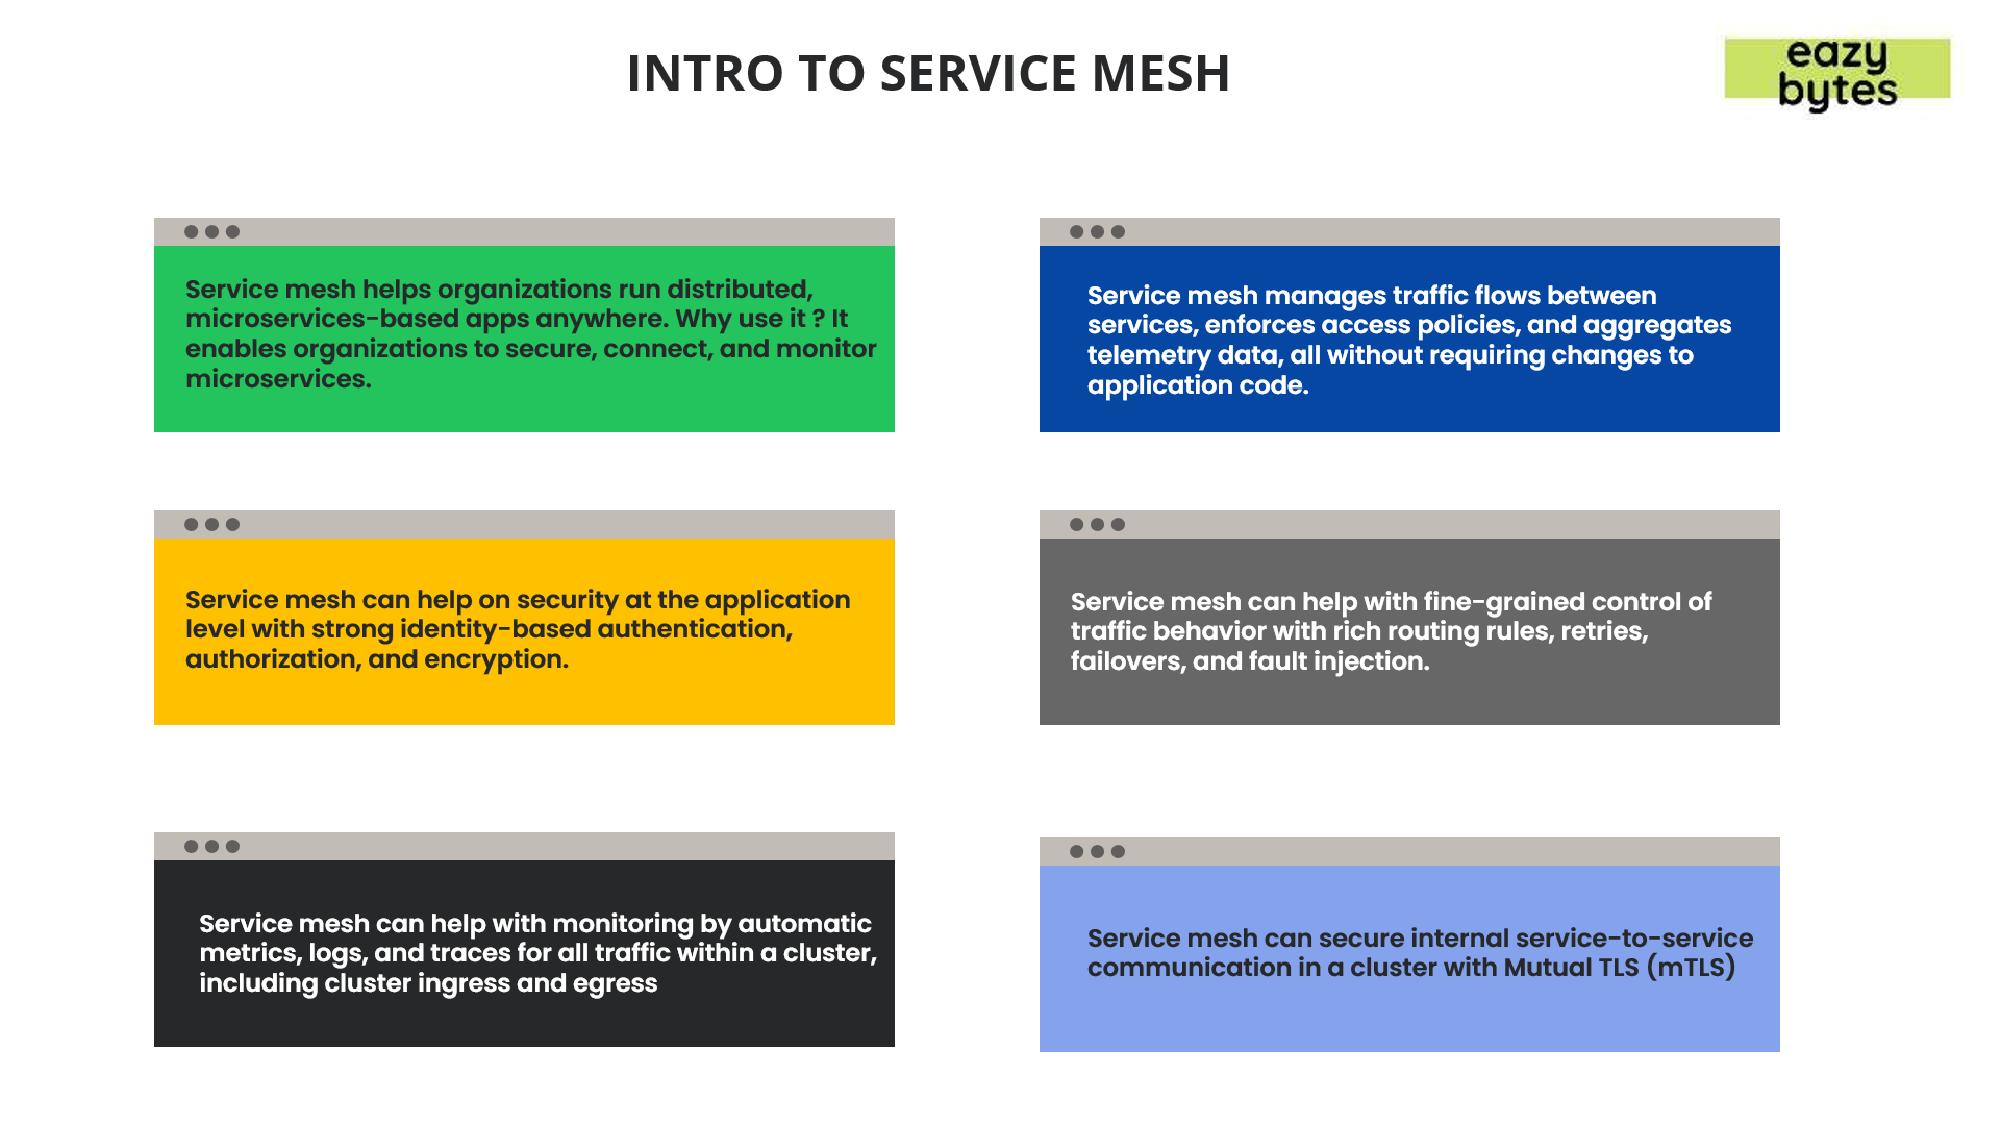 INTRO TO SERVICE MESH
eazy
bytes
Service mesh helps organizations run distributed,
microservices-based apps anywhere. Why use it ? It
enables organizations to secure, connect, and monitor
microservices.
Service mesh manages traffic flows between
services, enforces access policies, and aggregates
telemetry data, all without requiring changes to
application code.
Service mesh can help on security at the application
level with strong identity-based authentication,
authorization, and encryption.
Service mesh can help with fine-grained control of
traffic behavior with rich routing rules, retries,
failovers, and fault injection.
Service mesh can help with monitoring by automatic
metrics, logs, and traces for all traffic within a cluster,
including cluster ingress and egress
Service mesh can secure internal service-to-service
communication in a cluster with Mutual TLS (mTLS)